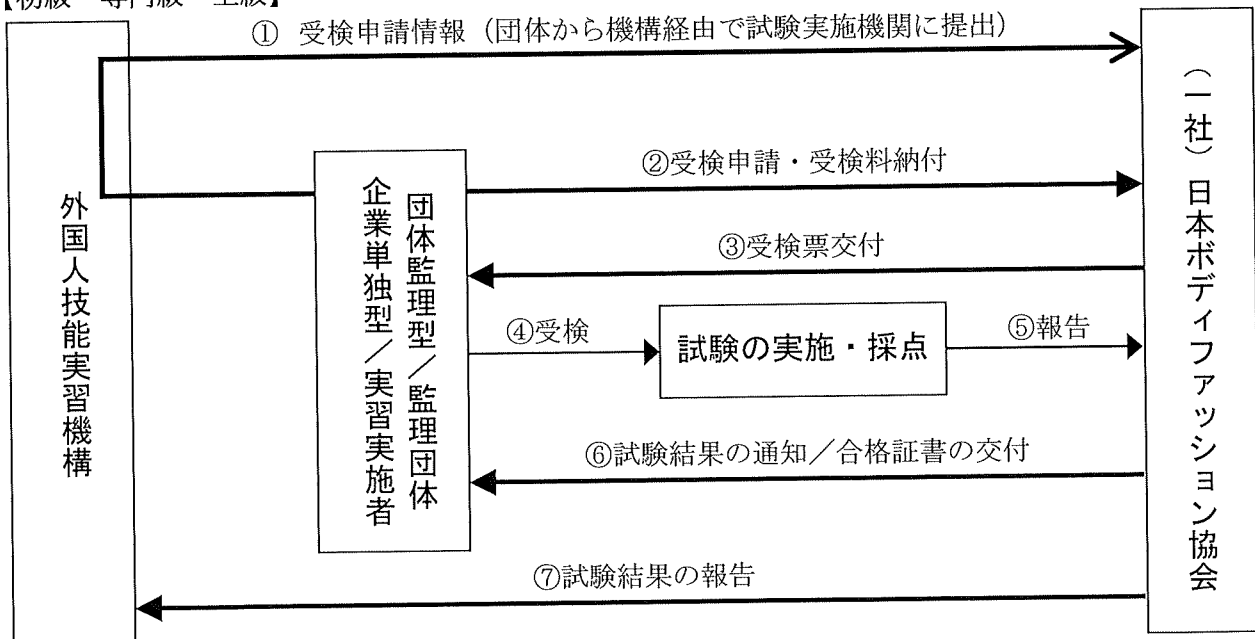 ① 受検申請情報（団体から機構経由で試験実施機関に提出）
外国人技能実習機構
団体監理型／監理団体
企業単独型／実習実施者
（一社）日本ボディファッション協会
②受検申請・受検料納付
③受検票交付
④受検
試験の実施・採点
⑤報告
⑥試験結果の通知／合格証書の交付
⑦試験結果の報告